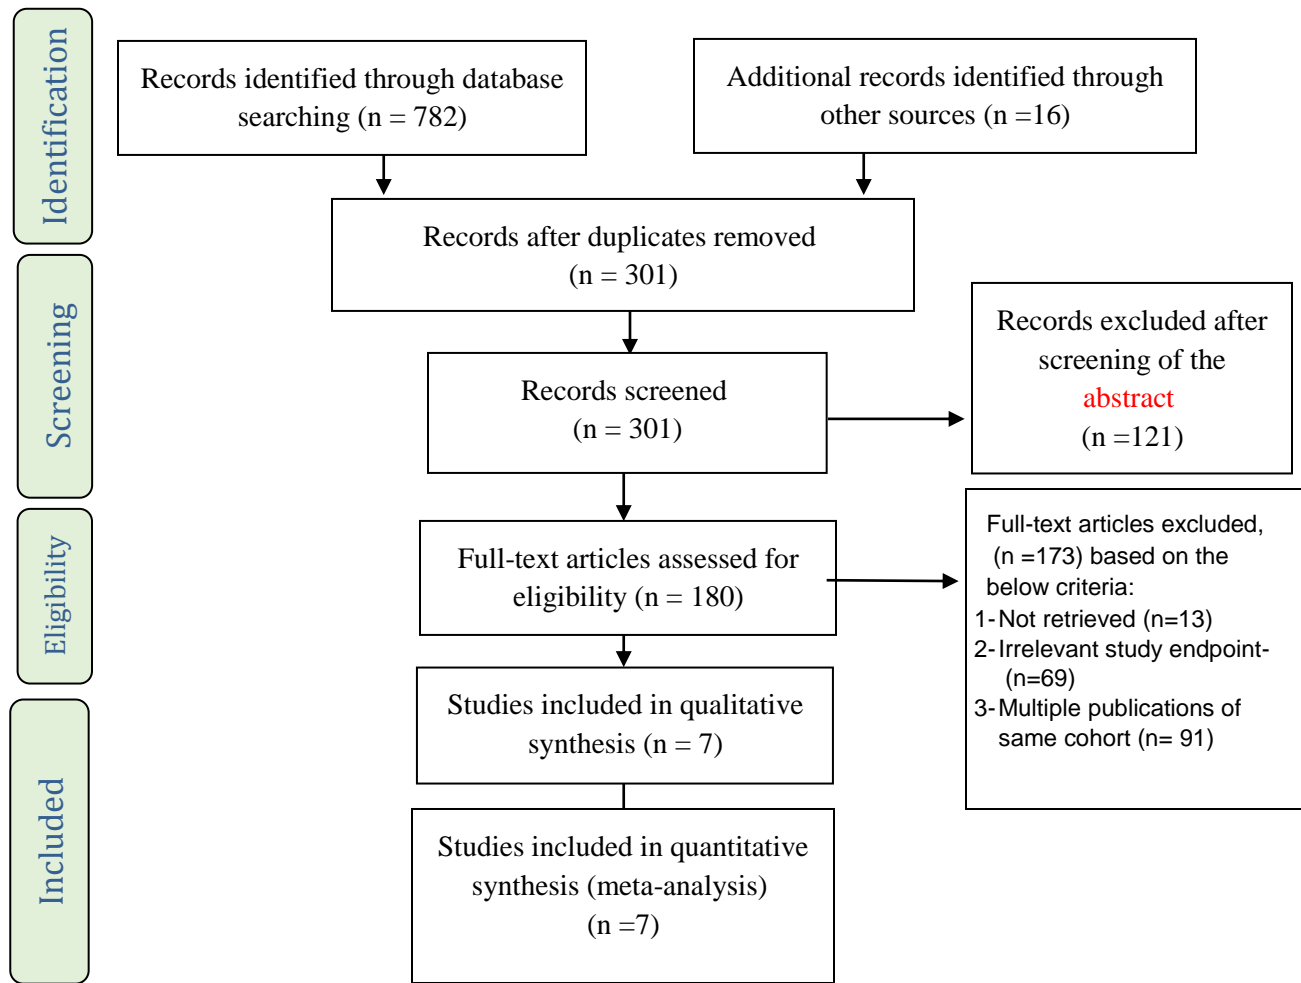 Identification
Records identified through database
searching (n = 782)
Additional records identified through
other sources (n =16)
Records after duplicates removed
(n = 301)
Screening
Records screened
(n = 301)
Records excluded after
screening of the
abstract
(n =121)
Eligibility
Full-text articles assessed for
eligibility (n = 180)
Full-text articles excluded,
(n =173) based on the
below criteria:
1-Not retrieved (n=13)
2-Irrelevant study endpoint-
(n=69)
3-Multiple publications of
same cohort (n= 91)
Included
Studies included in qualitative
synthesis (n = 7)
Studies included in quantitative
synthesis (meta-analysis)
(n =7)